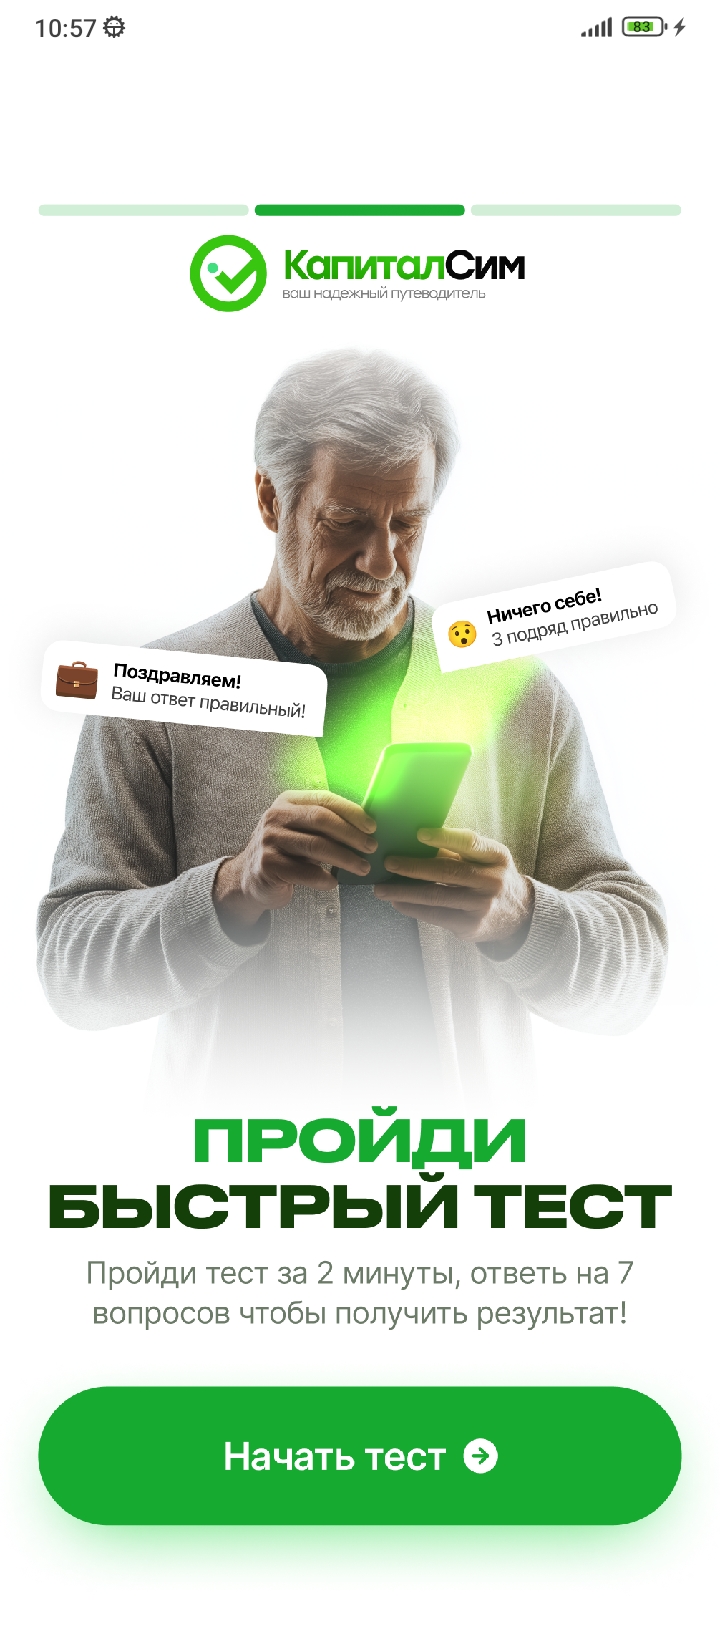 10:57
83
КапиталСим
ваш надежный путеводитель
Ничего себе!
3 подряд правильно
Поздравляем!
Ваш ответ правильный!
ПРОЙДИ
БЫСТРЫЙ ТЕСТ
Пройди тест за 2 минуты, ответь на 7
вопросов чтобы получить результат!
Начать тест